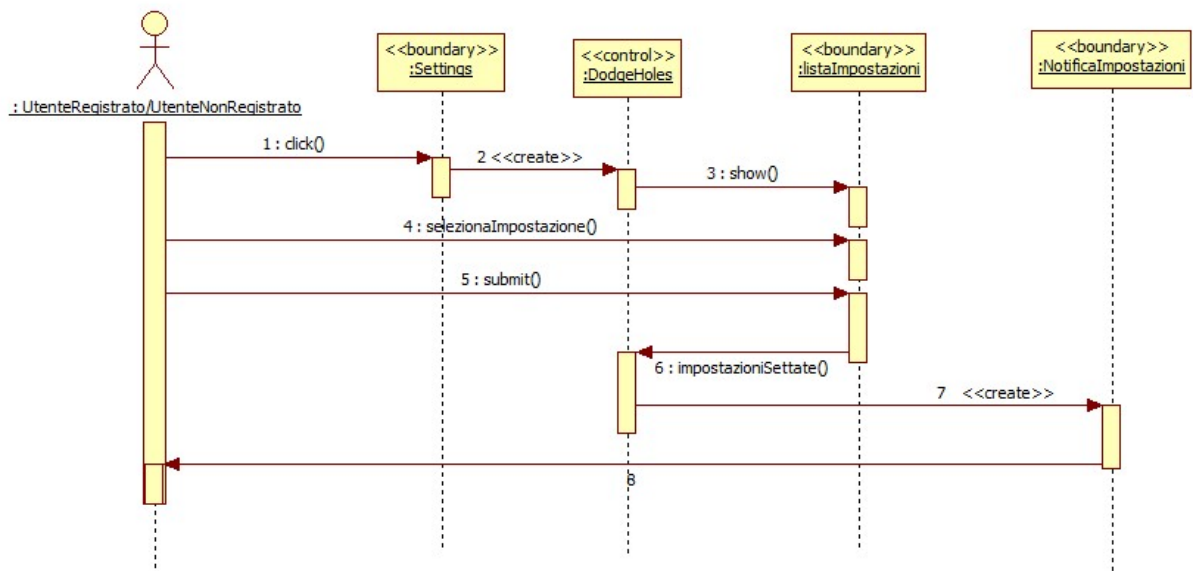 <<boundary>>
:Settings
<<control>>
:DodgeHoles
<<boundary>>
:listaImpostazioni
<<boundary>>
:NotificaImpostazioni
: UtenteRegistrato/UtenteNonRegistrato
1 : click()
2 <<create>>
3 : show()
4 : selezionaImpostazione()
5 : submit()
6 : impostazioniSettate()
7 <<create>>
8